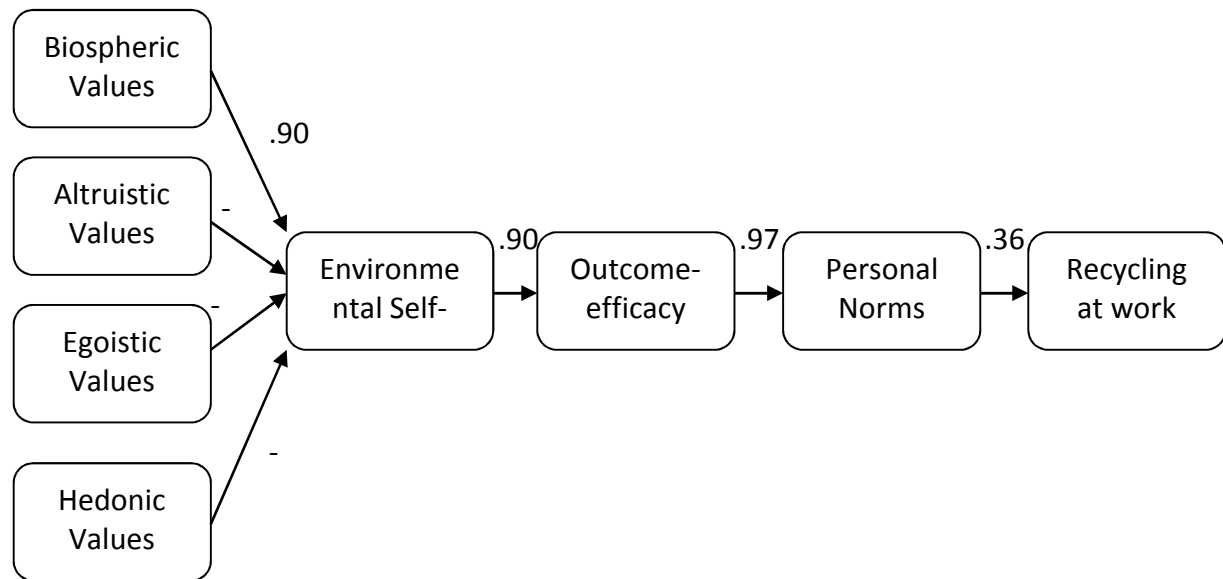 Biospheric
Values
.90
Altruistic
Values
-
Egoistic
Values
-
Hedonic
Values
-
Environme
ntal Self-
.90
Outcome-
efficacy
.97
Personal
Norms
.36
Recycling
at work